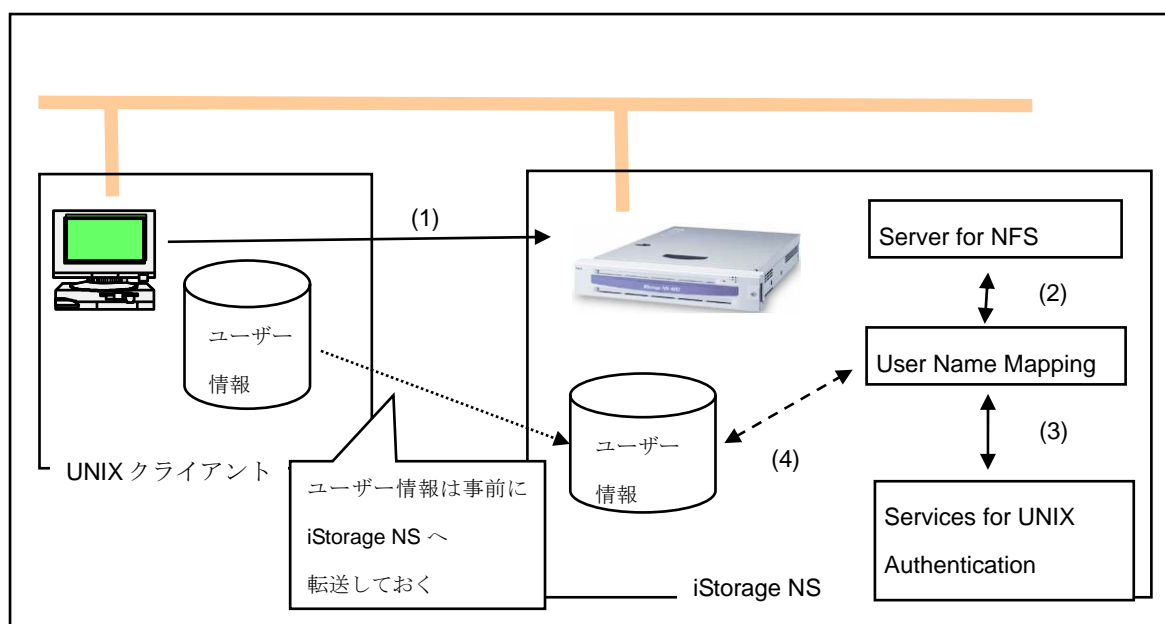 (1)
Server for NFS
(2)
ユーザー
情報
User Name Mapping
ユーザー
情報
(4)
(3)
UNIX クライアント
ユーザー情報は事前に
iStorage NS へ
転送しておく
Services for UNIX
Authentication
iStorage NS